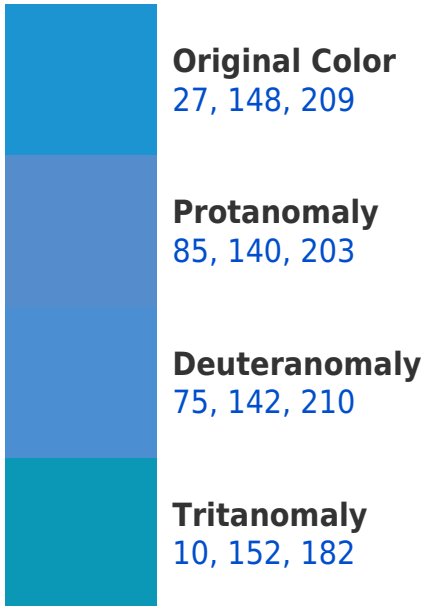 Original Color
27, 148, 209
Protanomaly
85, 140, 203
Deuteranomaly
75, 142, 210
Tritanomaly
10, 152, 182